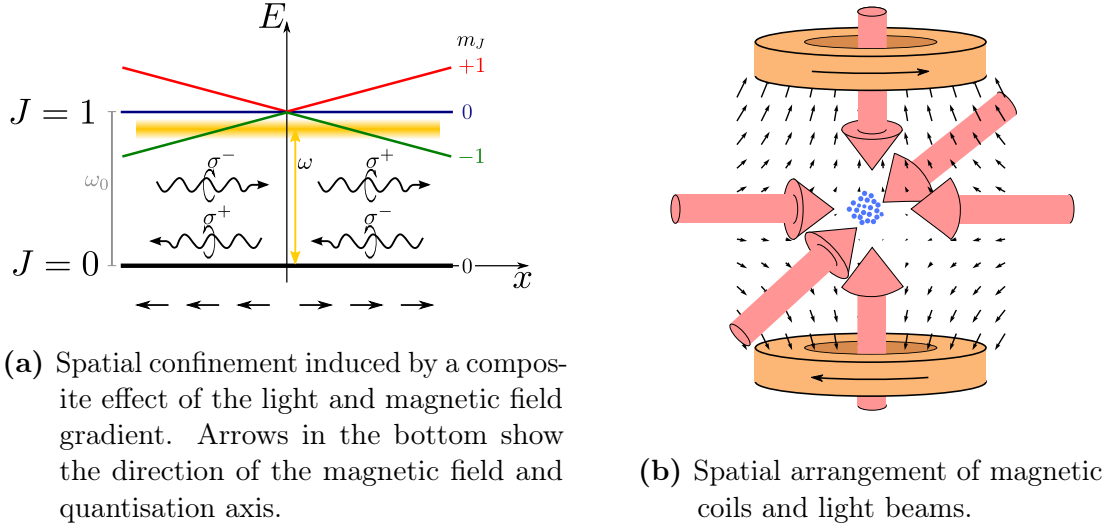 E
m_J
+1
J = 1
0
ω
−1
ω_0
σ^− σ^+
σ^+ σ^−
J = 0
0
x
(a) Spatial confinement induced by a compos-
ite effect of the light and magnetic field
gradient. Arrows in the bottom show
the direction of the magnetic field and
quantisation axis.
(b) Spatial arrangement of magnetic
coils and light beams.